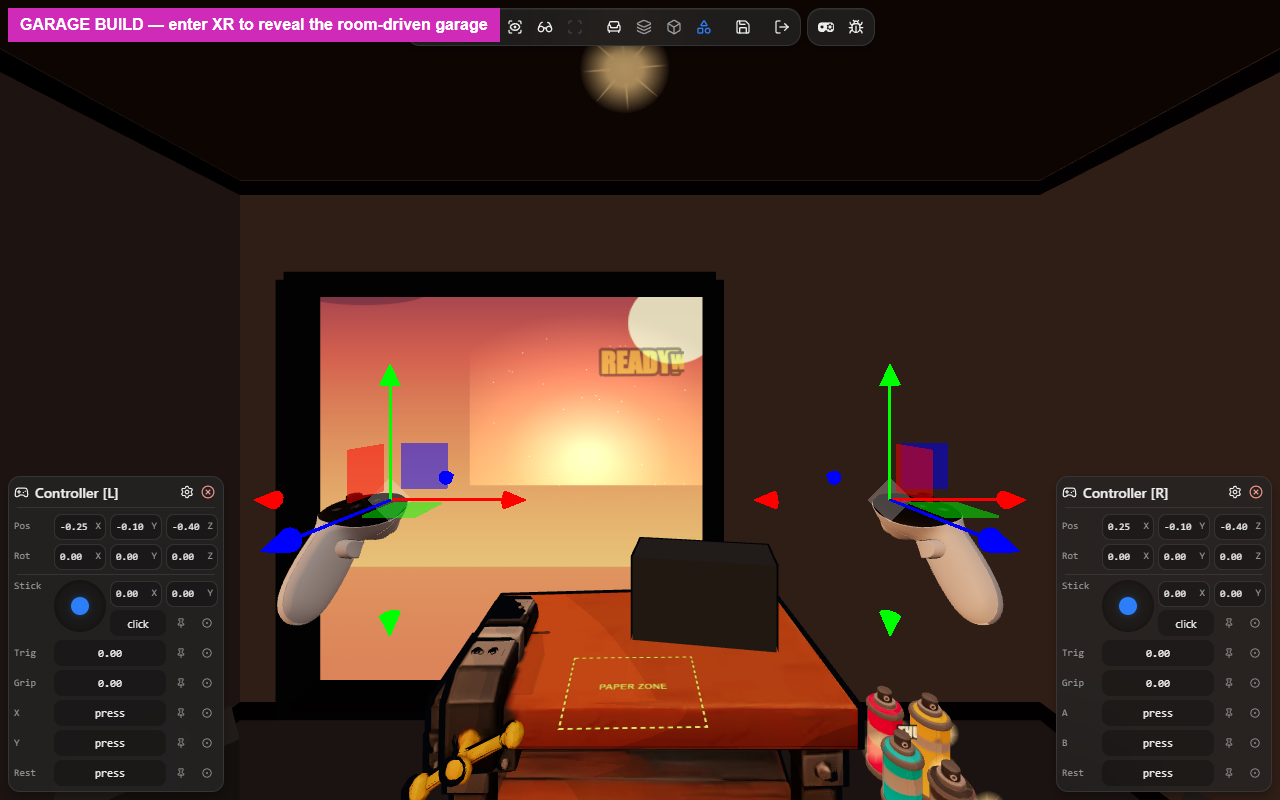 GARAGE BUILD — enter XR to reveal the room-driven garage
READY
Controller [L]
Pos -0.25 X -0.10 Y -0.40 Z
Rot 0.00 X 0.00 Y 0.00 Z
Stick 0.00 X 0.00 Y
click
Trig 0.00
Grip 0.00
X press
Y press
Rest press
PAPER ZONE
Controller [R]
Pos 0.25 X -0.10 Y -0.40 Z
Rot 0.00 X 0.00 Y 0.00 Z
Stick 0.00 X 0.00 Y
click
Trig 0.00
Grip 0.00
A press
B press
Rest press